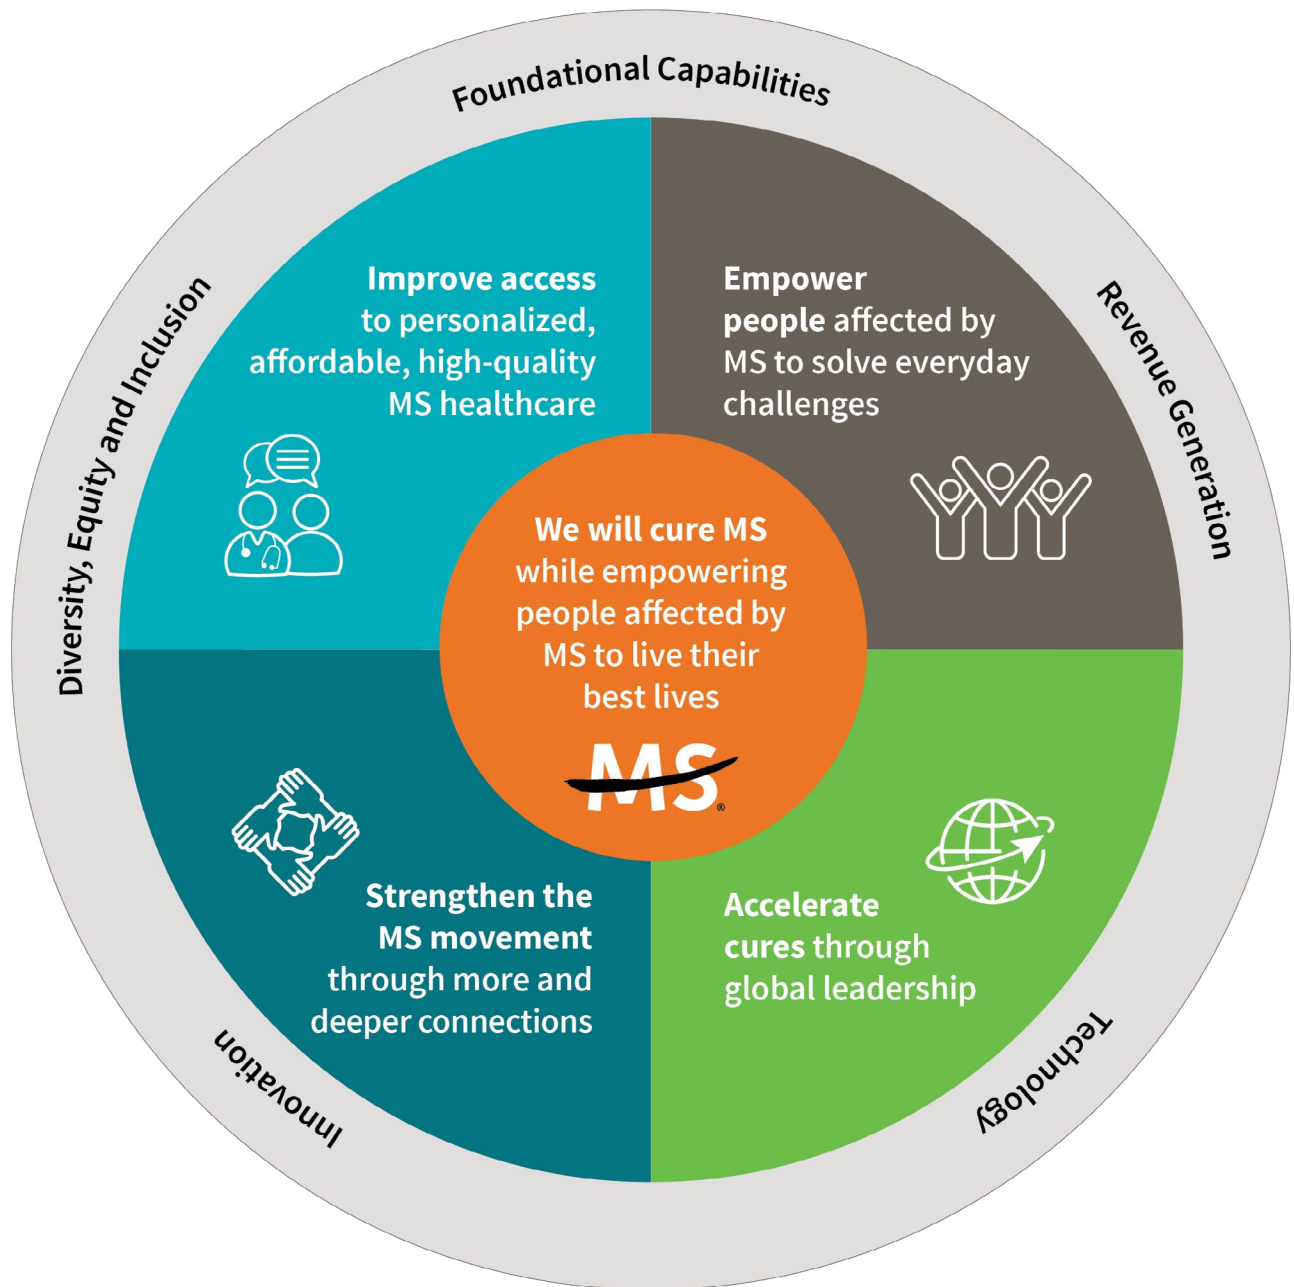 Foundational Capabilities
Diversity, Equity and Inclusion
Revenue Generation
Improve access
to personalized,
affordable, high-quality
MS healthcare
Empower
people affected by
MS to solve everyday
challenges
We will cure MS
while empowering
people affected by
MS to live their
best lives
MS®
Strengthen the
MS movement
through more and
deeper connections
Accelerate
cures through
global leadership
Innovation
Technology